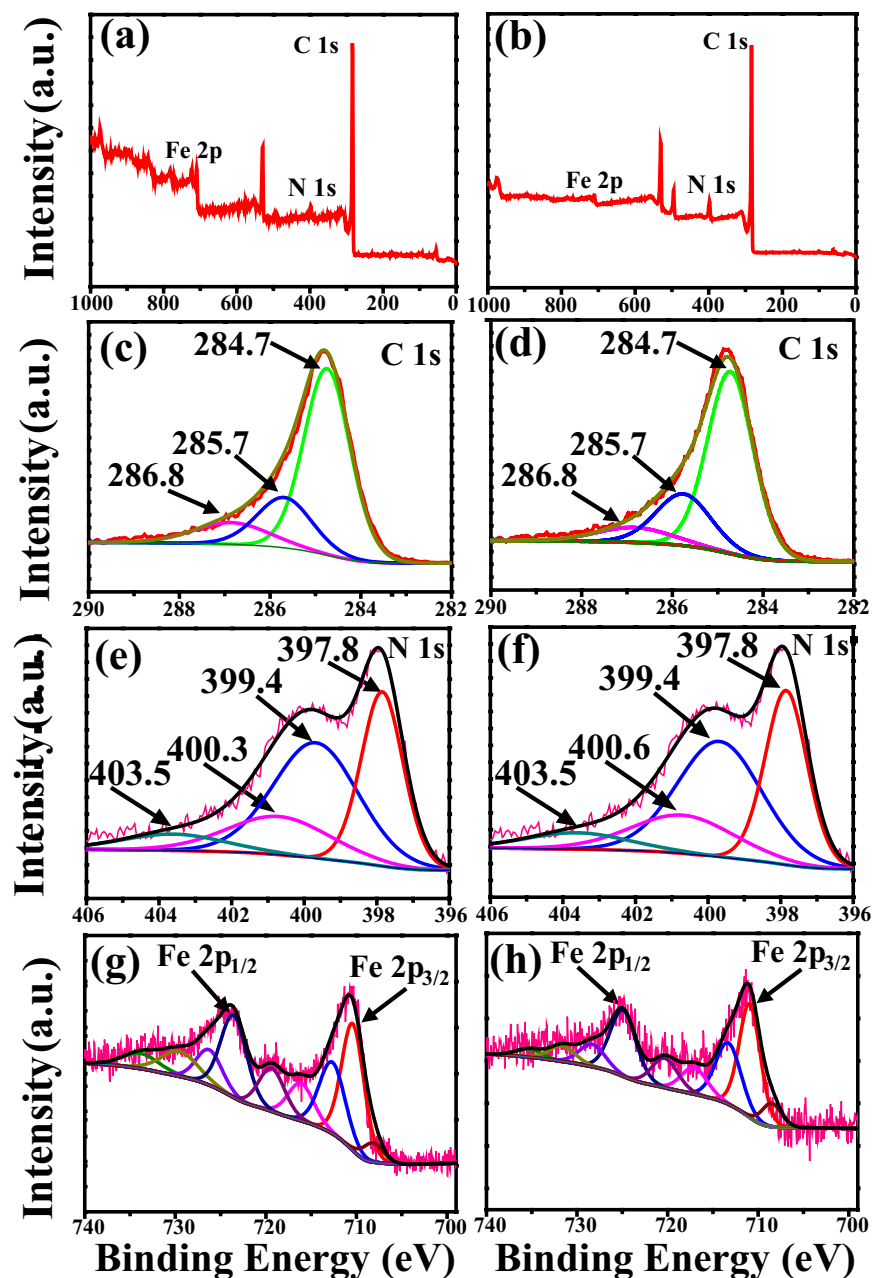 (a)
C 1s
Fe 2p
N 1s
Intensity (a.u.)
1000 800 600 400 200 0
(b)
C 1s
Fe 2p
N 1s
1000 800 600 400 200 0
(c)
284.7
C 1s
285.7
286.8
Intensity (a.u.)
290 288 286 284 282
(d)
284.7
C 1s
285.7
286.8
290 288 286 284 282
(e)
397.8
N 1s
399.4
400.3
403.5
Intensity (a.u.)
406 404 402 400 398 396
(f)
397.8
N 1s
399.4
400.6
403.5
406 404 402 400 398 396
(g)
Fe 2p1/2
Fe 2p3/2
Intensity (a.u.)
740 730 720 710 700
Binding Energy (eV)
(h)
Fe 2p1/2
Fe 2p3/2
740 730 720 710 700
Binding Energy (eV)